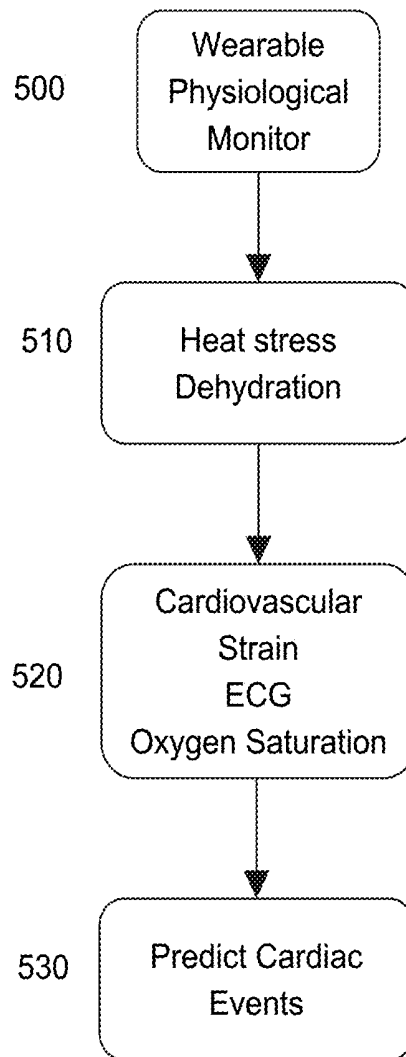 500
Wearable
Physiological
Monitor
510
Heat stress
Dehydration
520
Cardiovascular
Strain
ECG
Oxygen Saturation
530
Predict Cardiac
Events